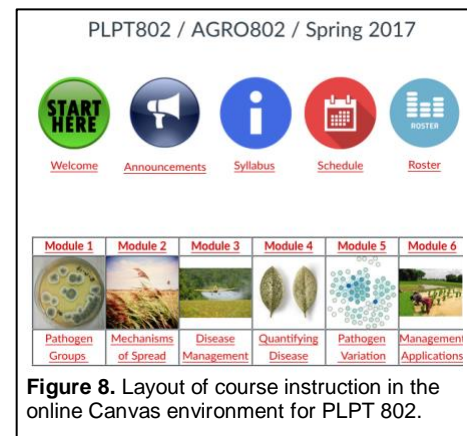 PLPT802 / AGRO802 / Spring 2017
START
HERE
ROSTER
Welcome Announcements Syllabus Schedule Roster
Module 1 Module 2 Module 3 Module 4 Module 5 Module 6
Pathogen Mechanisms Disease Quantifying Pathogen Management
Groups of Spread Management Disease Variation Applications
Figure 8. Layout of course instruction in the
online Canvas environment for PLPT 802.